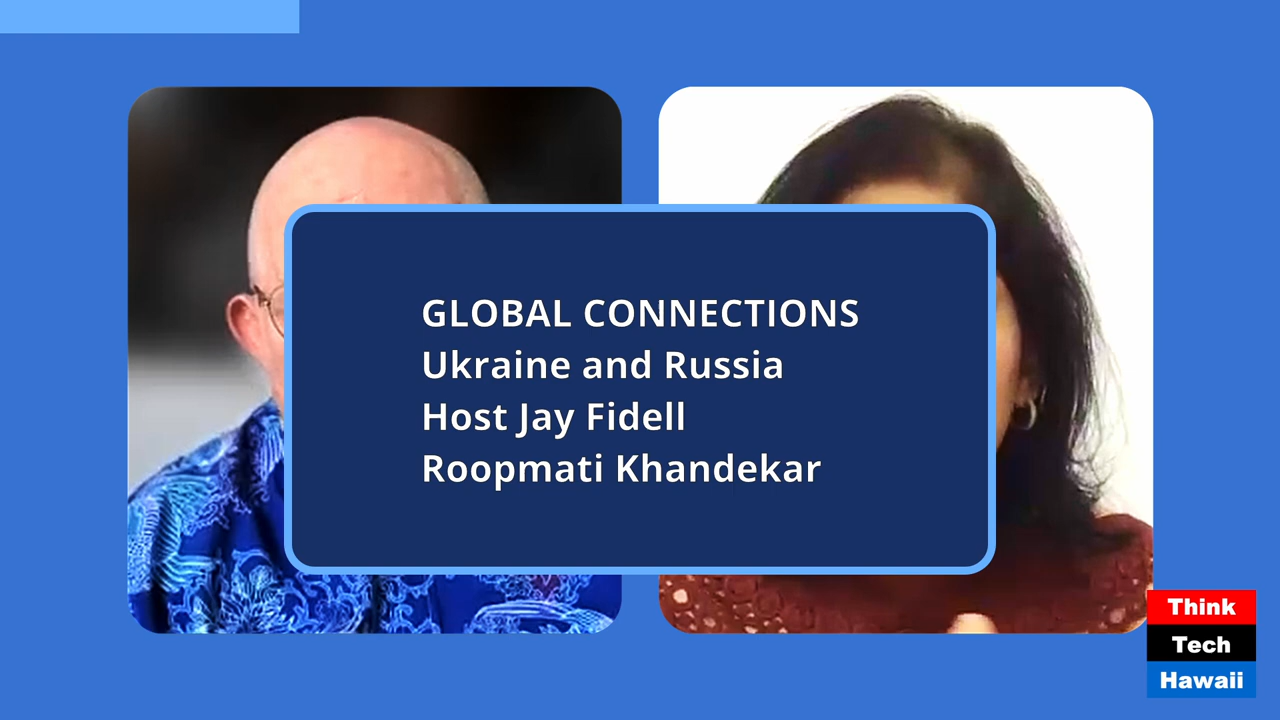 GLOBAL CONNECTIONS
Ukraine and Russia
Host Jay Fidell
Roopmati Khandekar
Think
Tech
Hawaii